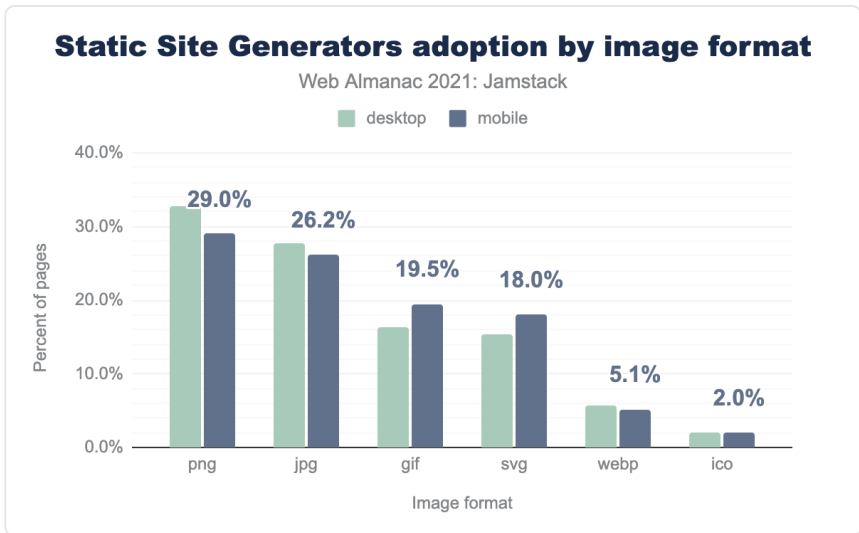 Static Site Generators adoption by image format
Web Almanac 2021: Jamstack
desktop mobile
40.0%
30.0%
20.0%
10.0%
0.0%
Percent of pages
29.0%
26.2%
19.5%
18.0%
5.1%
2.0%
png jpg gif svg webp ico
Image format